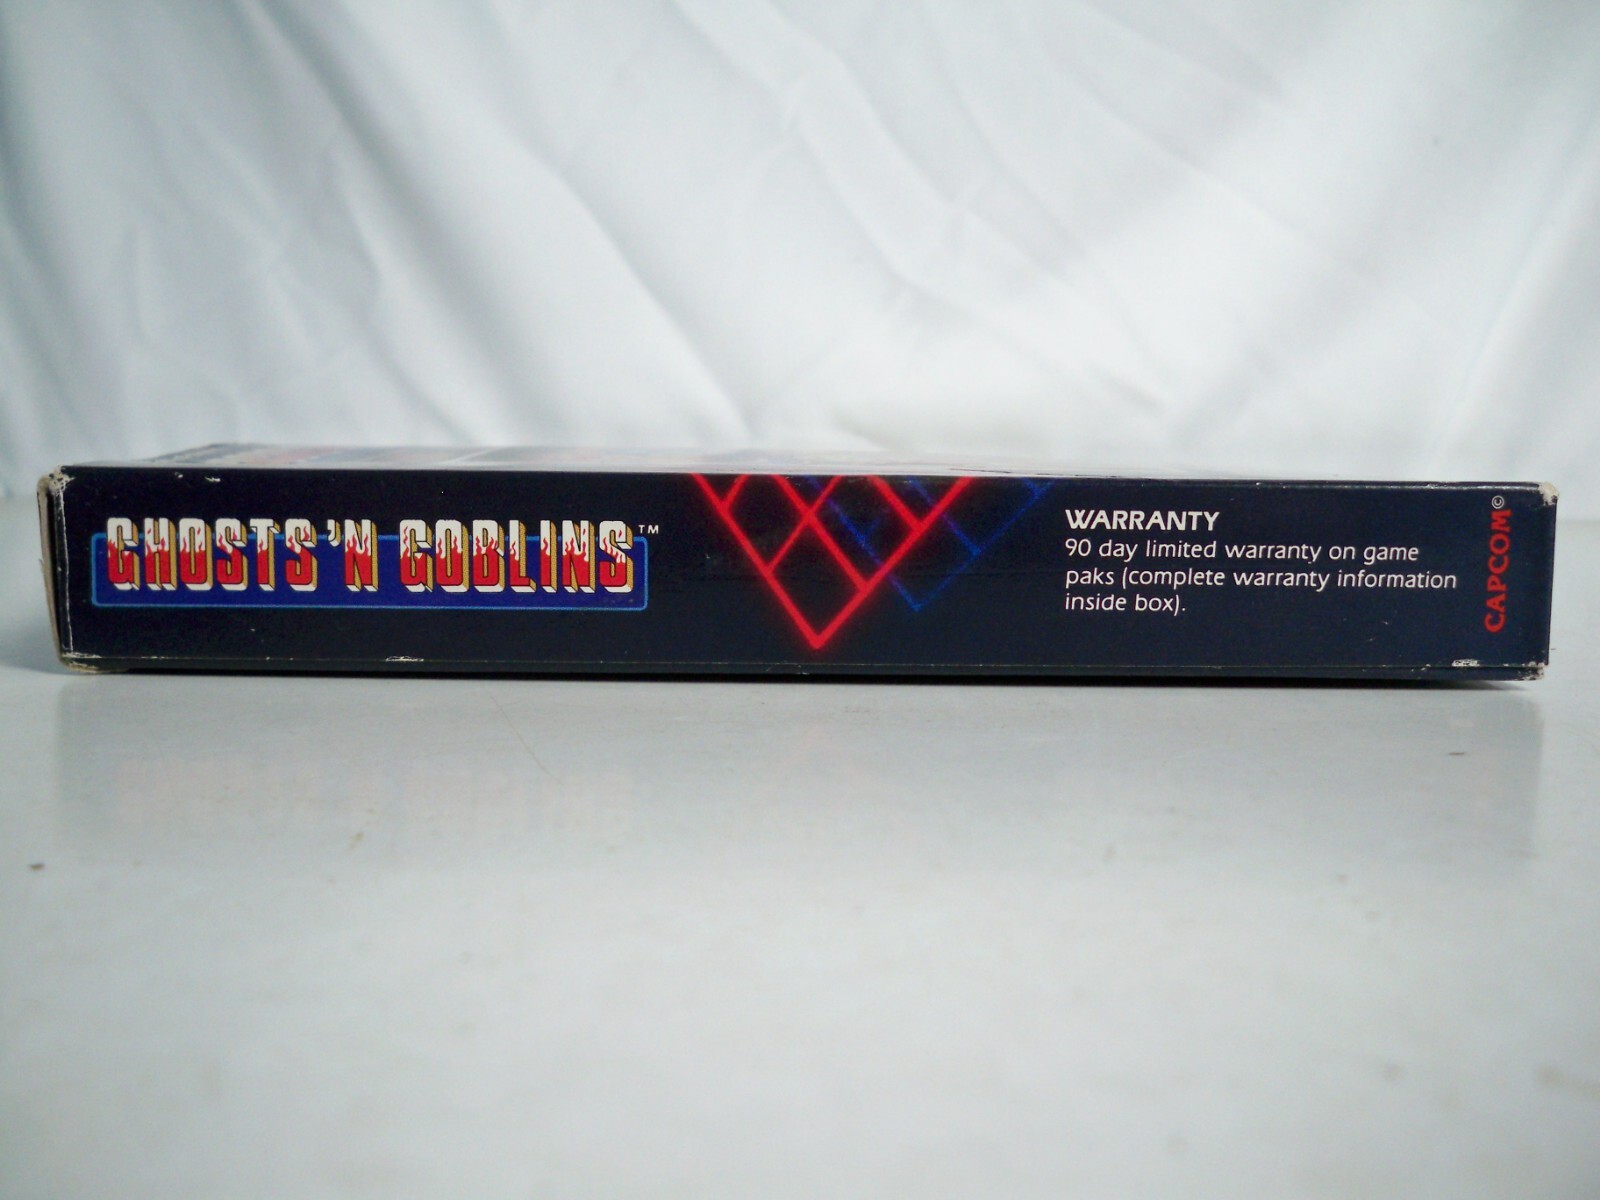 GHOSTS 'N GOBLINS™
WARRANTY
90 day limited warranty on game
paks (complete warranty information
inside box).
CAPCOM©